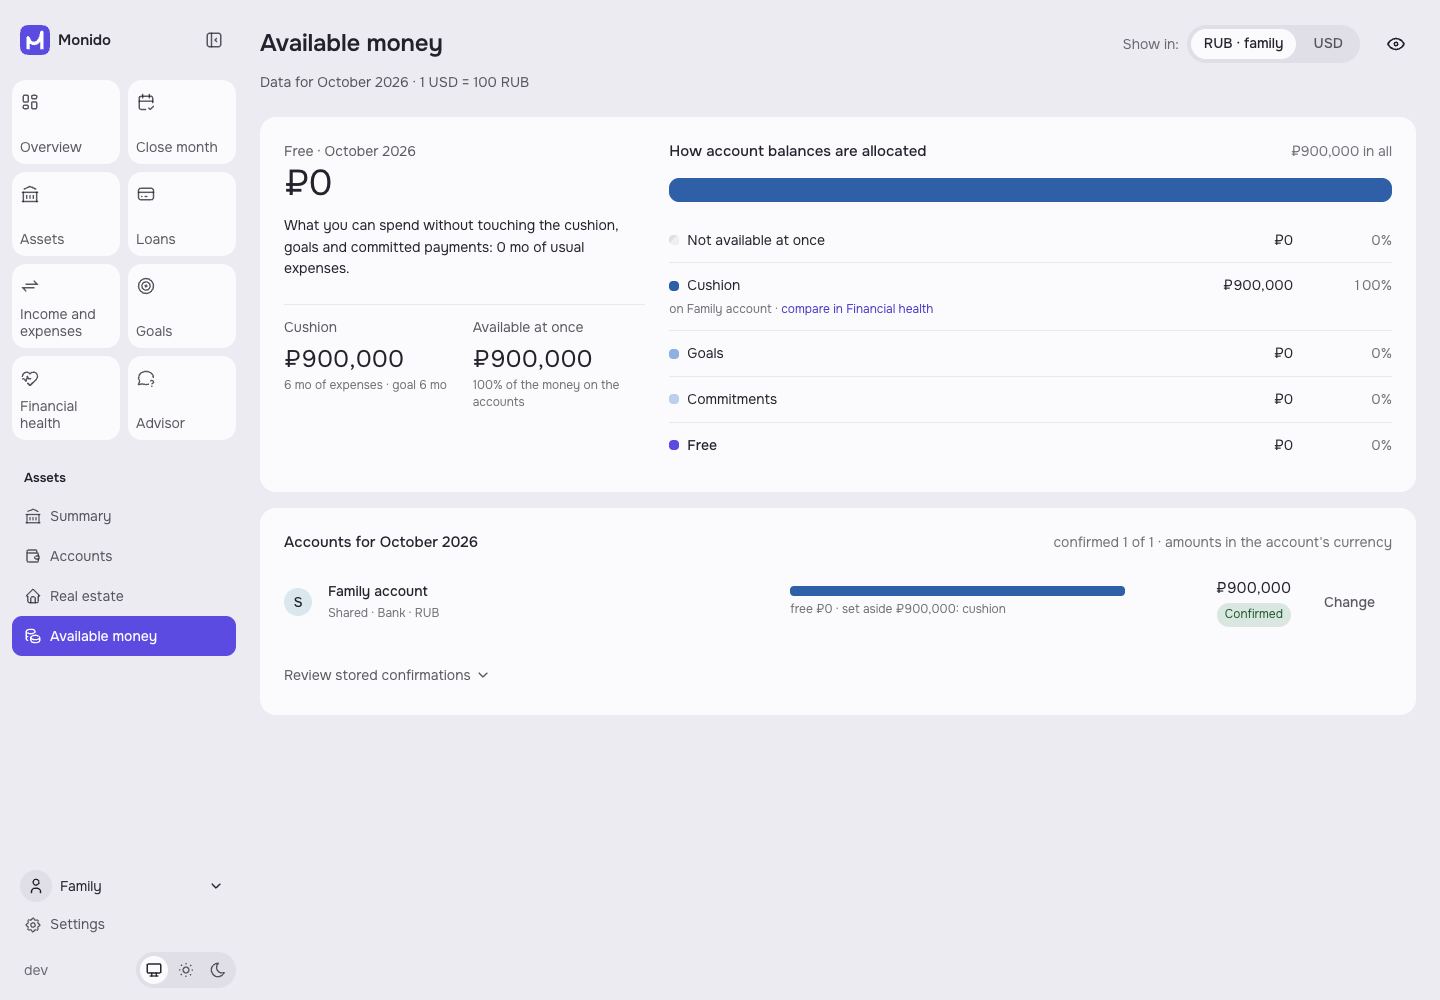 Monido
Overview
Close month
Assets
Loans
Income and
expenses
Goals
Financial
health
Advisor
Assets
Summary
Accounts
Real estate
Available money
Family
Settings
dev
Available money
Show in:
RUB · family
USD
Data for October 2026 · 1 USD = 100 RUB
Free · October 2026
₽0
What you can spend without touching the cushion,
goals and committed payments: 0 mo of usual
expenses.
Cushion
₽900,000
6 mo of expenses · goal 6 mo
Available at once
₽900,000
100% of the money on the
accounts
How account balances are allocated
₽900,000 in all
Not available at once ₽0 0%
Cushion ₽900,000 100%
on Family account · compare in Financial health
Goals ₽0 0%
Commitments ₽0 0%
Free ₽0 0%
Accounts for October 2026
confirmed 1 of 1 · amounts in the account's currency
S
Family account
Shared · Bank · RUB
free ₽0 · set aside ₽900,000: cushion
₽900,000
Confirmed
Change
Review stored confirmations